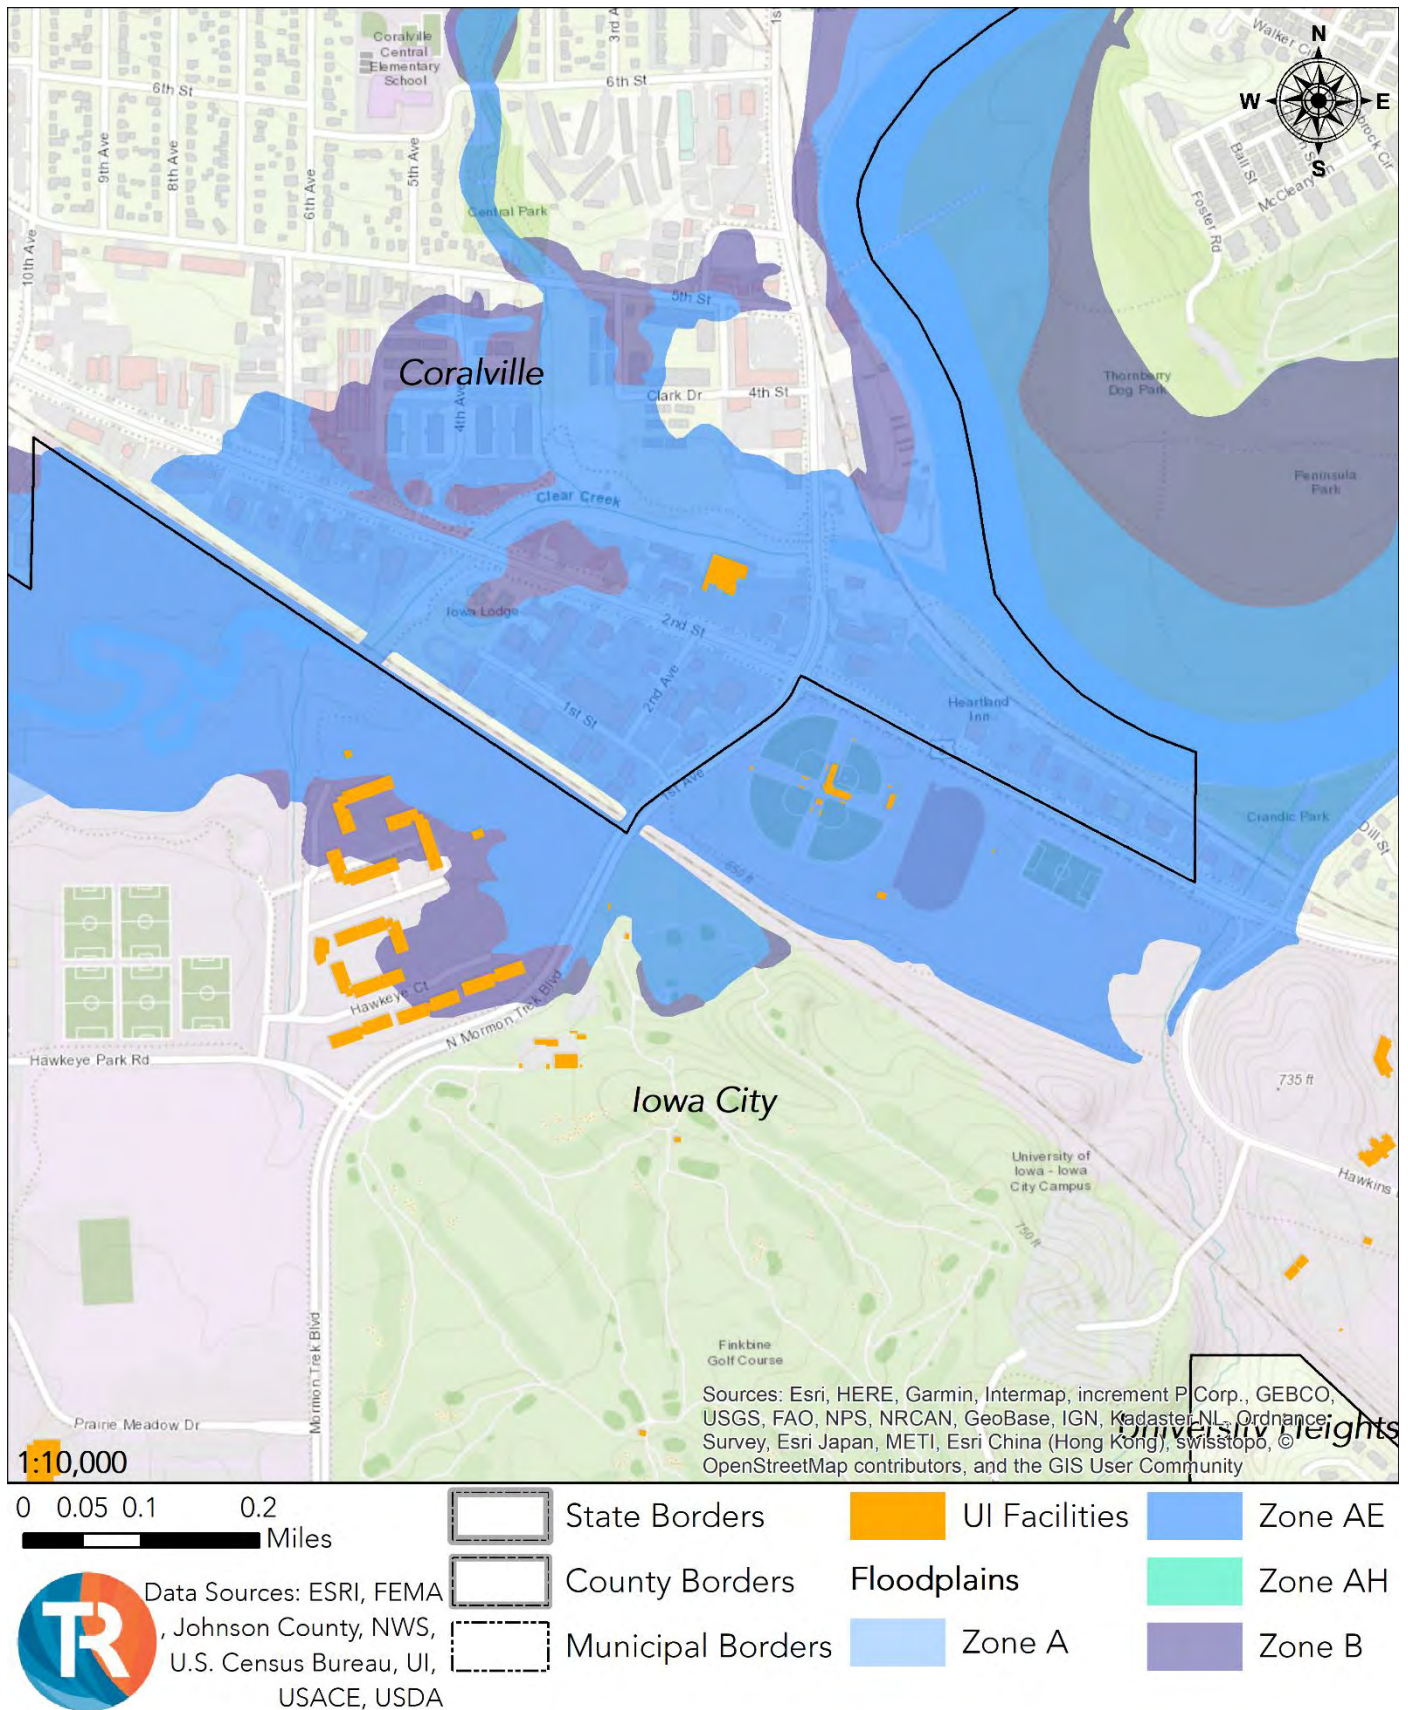 Coralville
Central
Elementary
School
3rd A
1s
Walker Cir
N
W
E
S
6th St
6th St
9th Ave
8th Ave
6th Ave
5th Ave
Ball St
McCleary
Foster Rd
Central Park
10th Ave
5th St
Coralville
Clark Dr
4th St
4th Ave
Thornberry
Dog Park
Peninsula
Park
Clear Creek
Iowa Lodge
2nd St
2nd Ave
1st St
Heartland
Inn
1st Ave
Crandic Park
Dill St
650 ft
Hawkeye Ct
N Mormon Trek Blvd
Hawkeye Park Rd
Iowa City
735 ft
University of
Iowa - Iowa
City Campus
Hawkins
750 ft
Mormon Trek Blvd
Finkbine
Golf Course
Prairie Meadow Dr
University Heights
Sources: Esri, HERE, Garmin, Intermap, increment P Corp., GEBCO,
USGS, FAO, NPS, NRCAN, GeoBase, IGN, Kadaster NL, Ordnance
Survey, Esri Japan, METI, Esri China (Hong Kong), swisstopo, ©
OpenStreetMap contributors, and the GIS User Community
1:10,000
0 0.05 0.1 0.2
Miles
TR
Data Sources: ESRI, FEMA
, Johnson County, NWS,
U.S. Census Bureau, UI,
USACE, USDA
State Borders
County Borders
Municipal Borders
UI Facilities
Floodplains
Zone A
Zone AE
Zone AH
Zone B